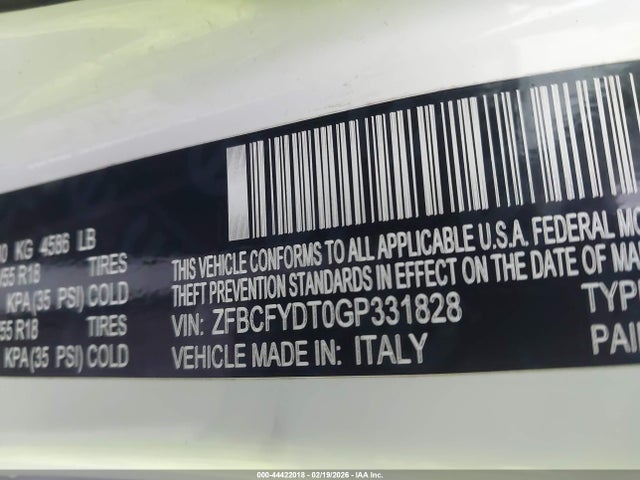 KG 4586 LB
55 R18 TIRES
KPA(35 PSI) COLD
55 R18 TIRES
KPA(35 PSI) COLD
THIS VEHICLE CONFORMS TO ALL APPLICABLE U.S.A. FEDERAL
THEFT PREVENTION STANDARDS IN EFFECT ON THE DATE OF
VIN: ZFBCFYDT0GP331828
VEHICLE MADE IN: ITALY
000-44422018 - 02/19/2026 - IAA Inc.